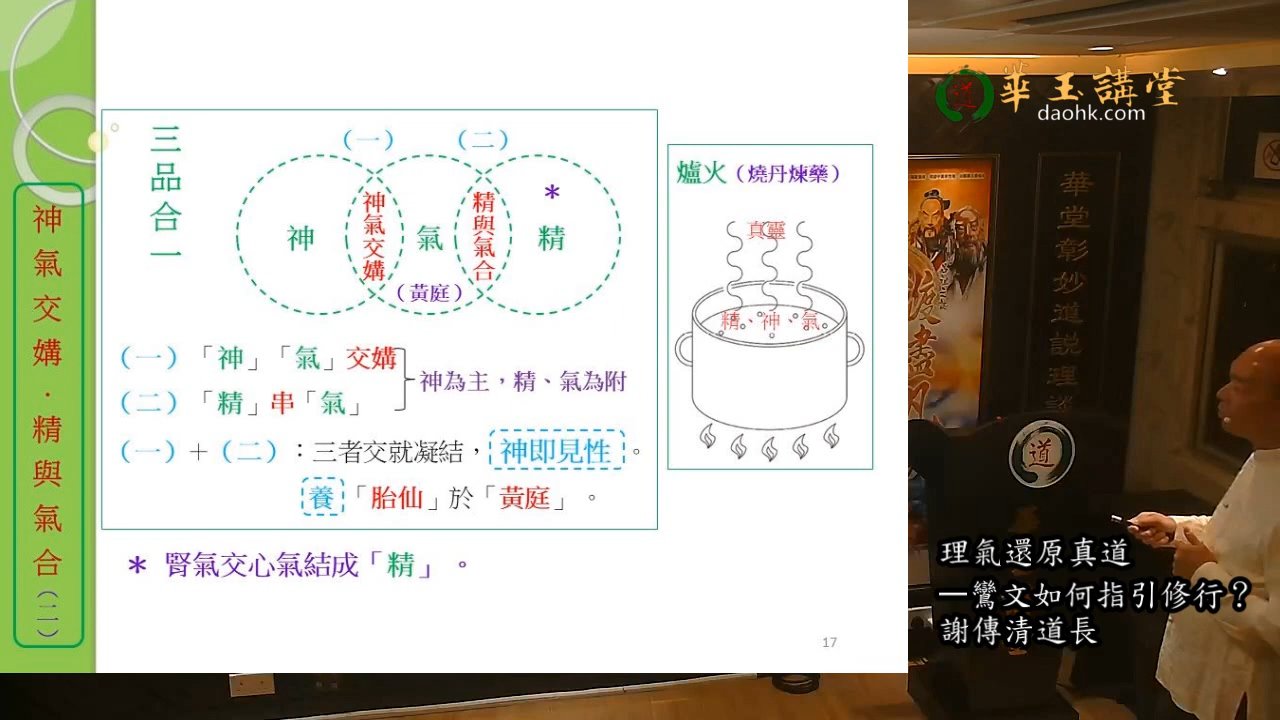 神氣交媾．精與氣合（二）
三品合一
（一）
（二）
神
神氣交媾
氣
精與氣合
*
精
（黃庭）
（一）「神」「氣」交媾
（二）「精」串「氣」
神為主，精、氣為附
（一）＋（二）：三者交就凝結，神即見性。
養「胎仙」於「黃庭」。
* 腎氣交心氣結成「精」。
爐火（燒丹煉藥）
真靈
精、神、氣
17
道
華玉講堂
daohk.com
華堂彰妙道說理談
渡盡
道
理氣還原真道
—鸞文如何指引修行？
謝傳清道長